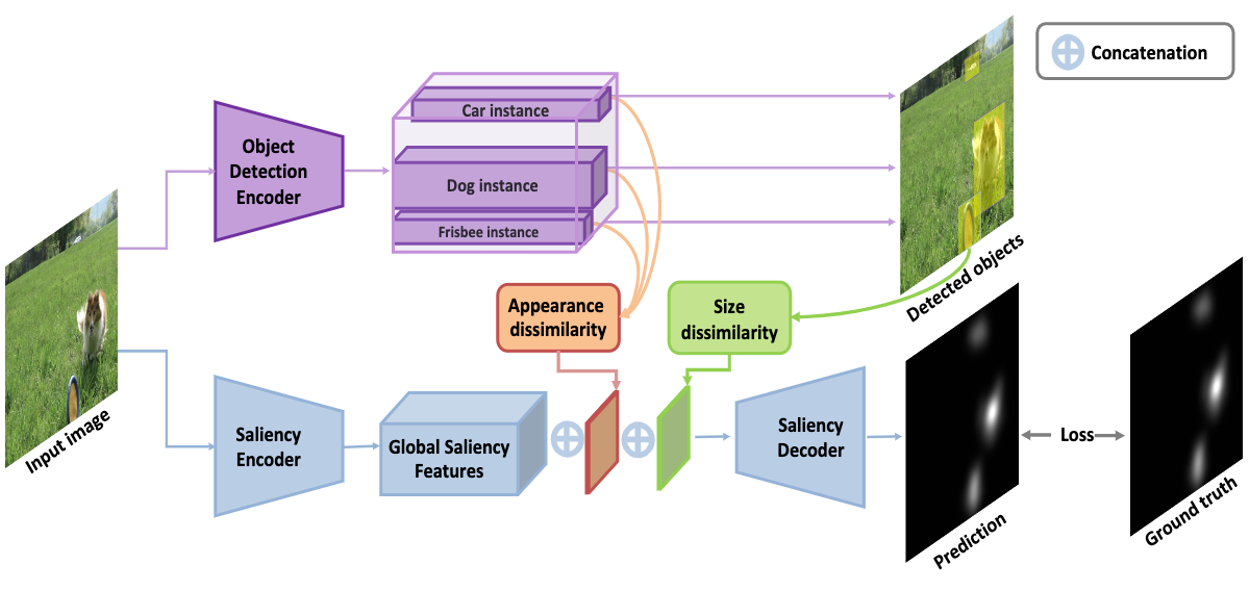 Concatenation
Car instance
Object
Detection
Encoder
Dog instance
Frisbee instance
Detected objects
Appearance
dissimilarity
Size
dissimilarity
Input image
Saliency
Encoder
Global Saliency
Features
Saliency
Decoder
Loss
Prediction
Ground truth